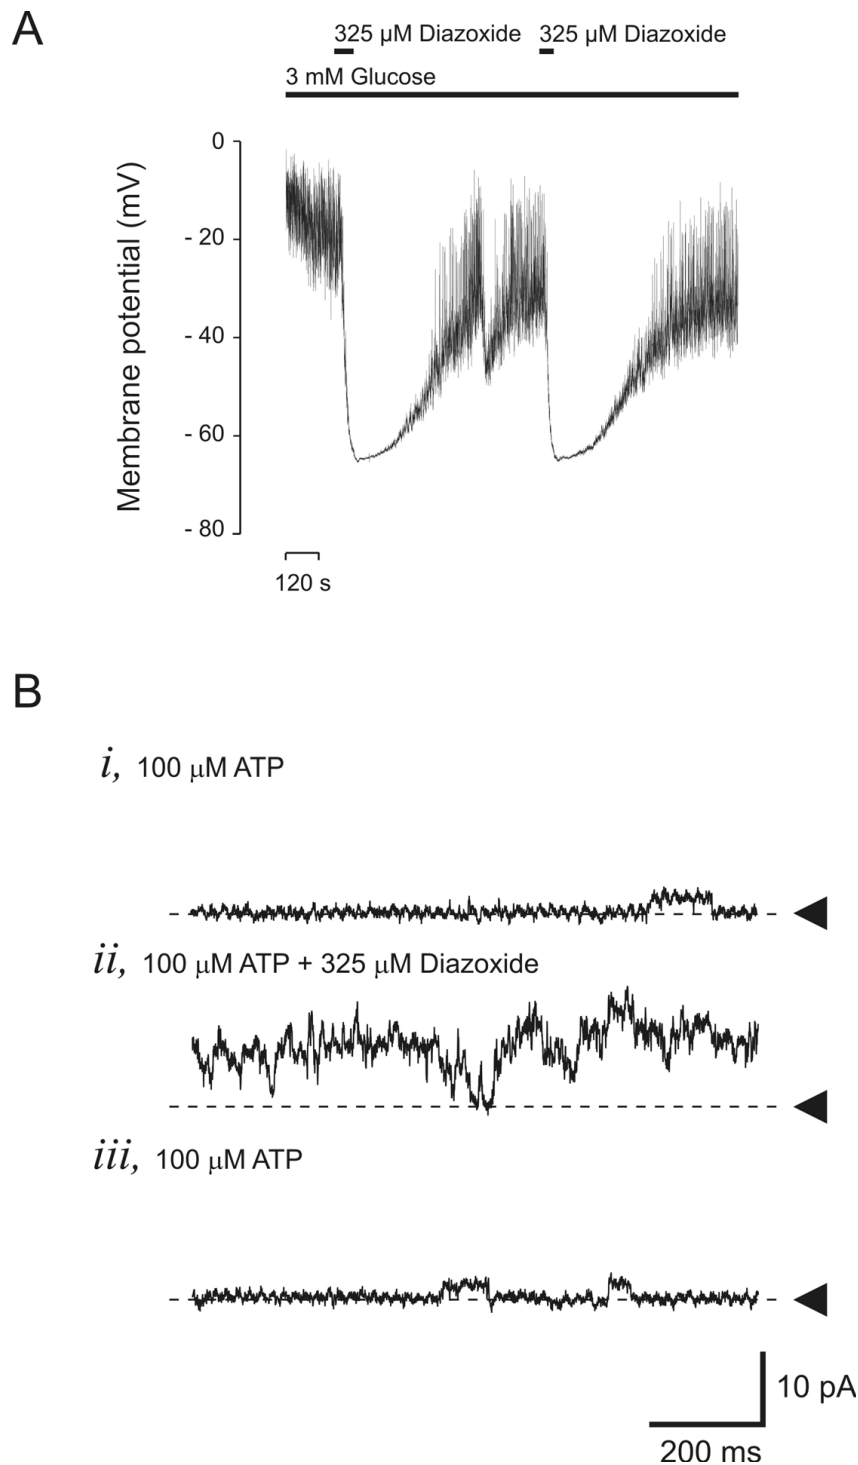 A
325 µM Diazoxide 325 µM Diazoxide
3 mM Glucose
Membrane potential (mV)
0
- 20
- 40
- 60
- 80
120 s
B
i, 100 µM ATP
ii, 100 µM ATP + 325 µM Diazoxide
iii, 100 µM ATP
10 pA
200 ms